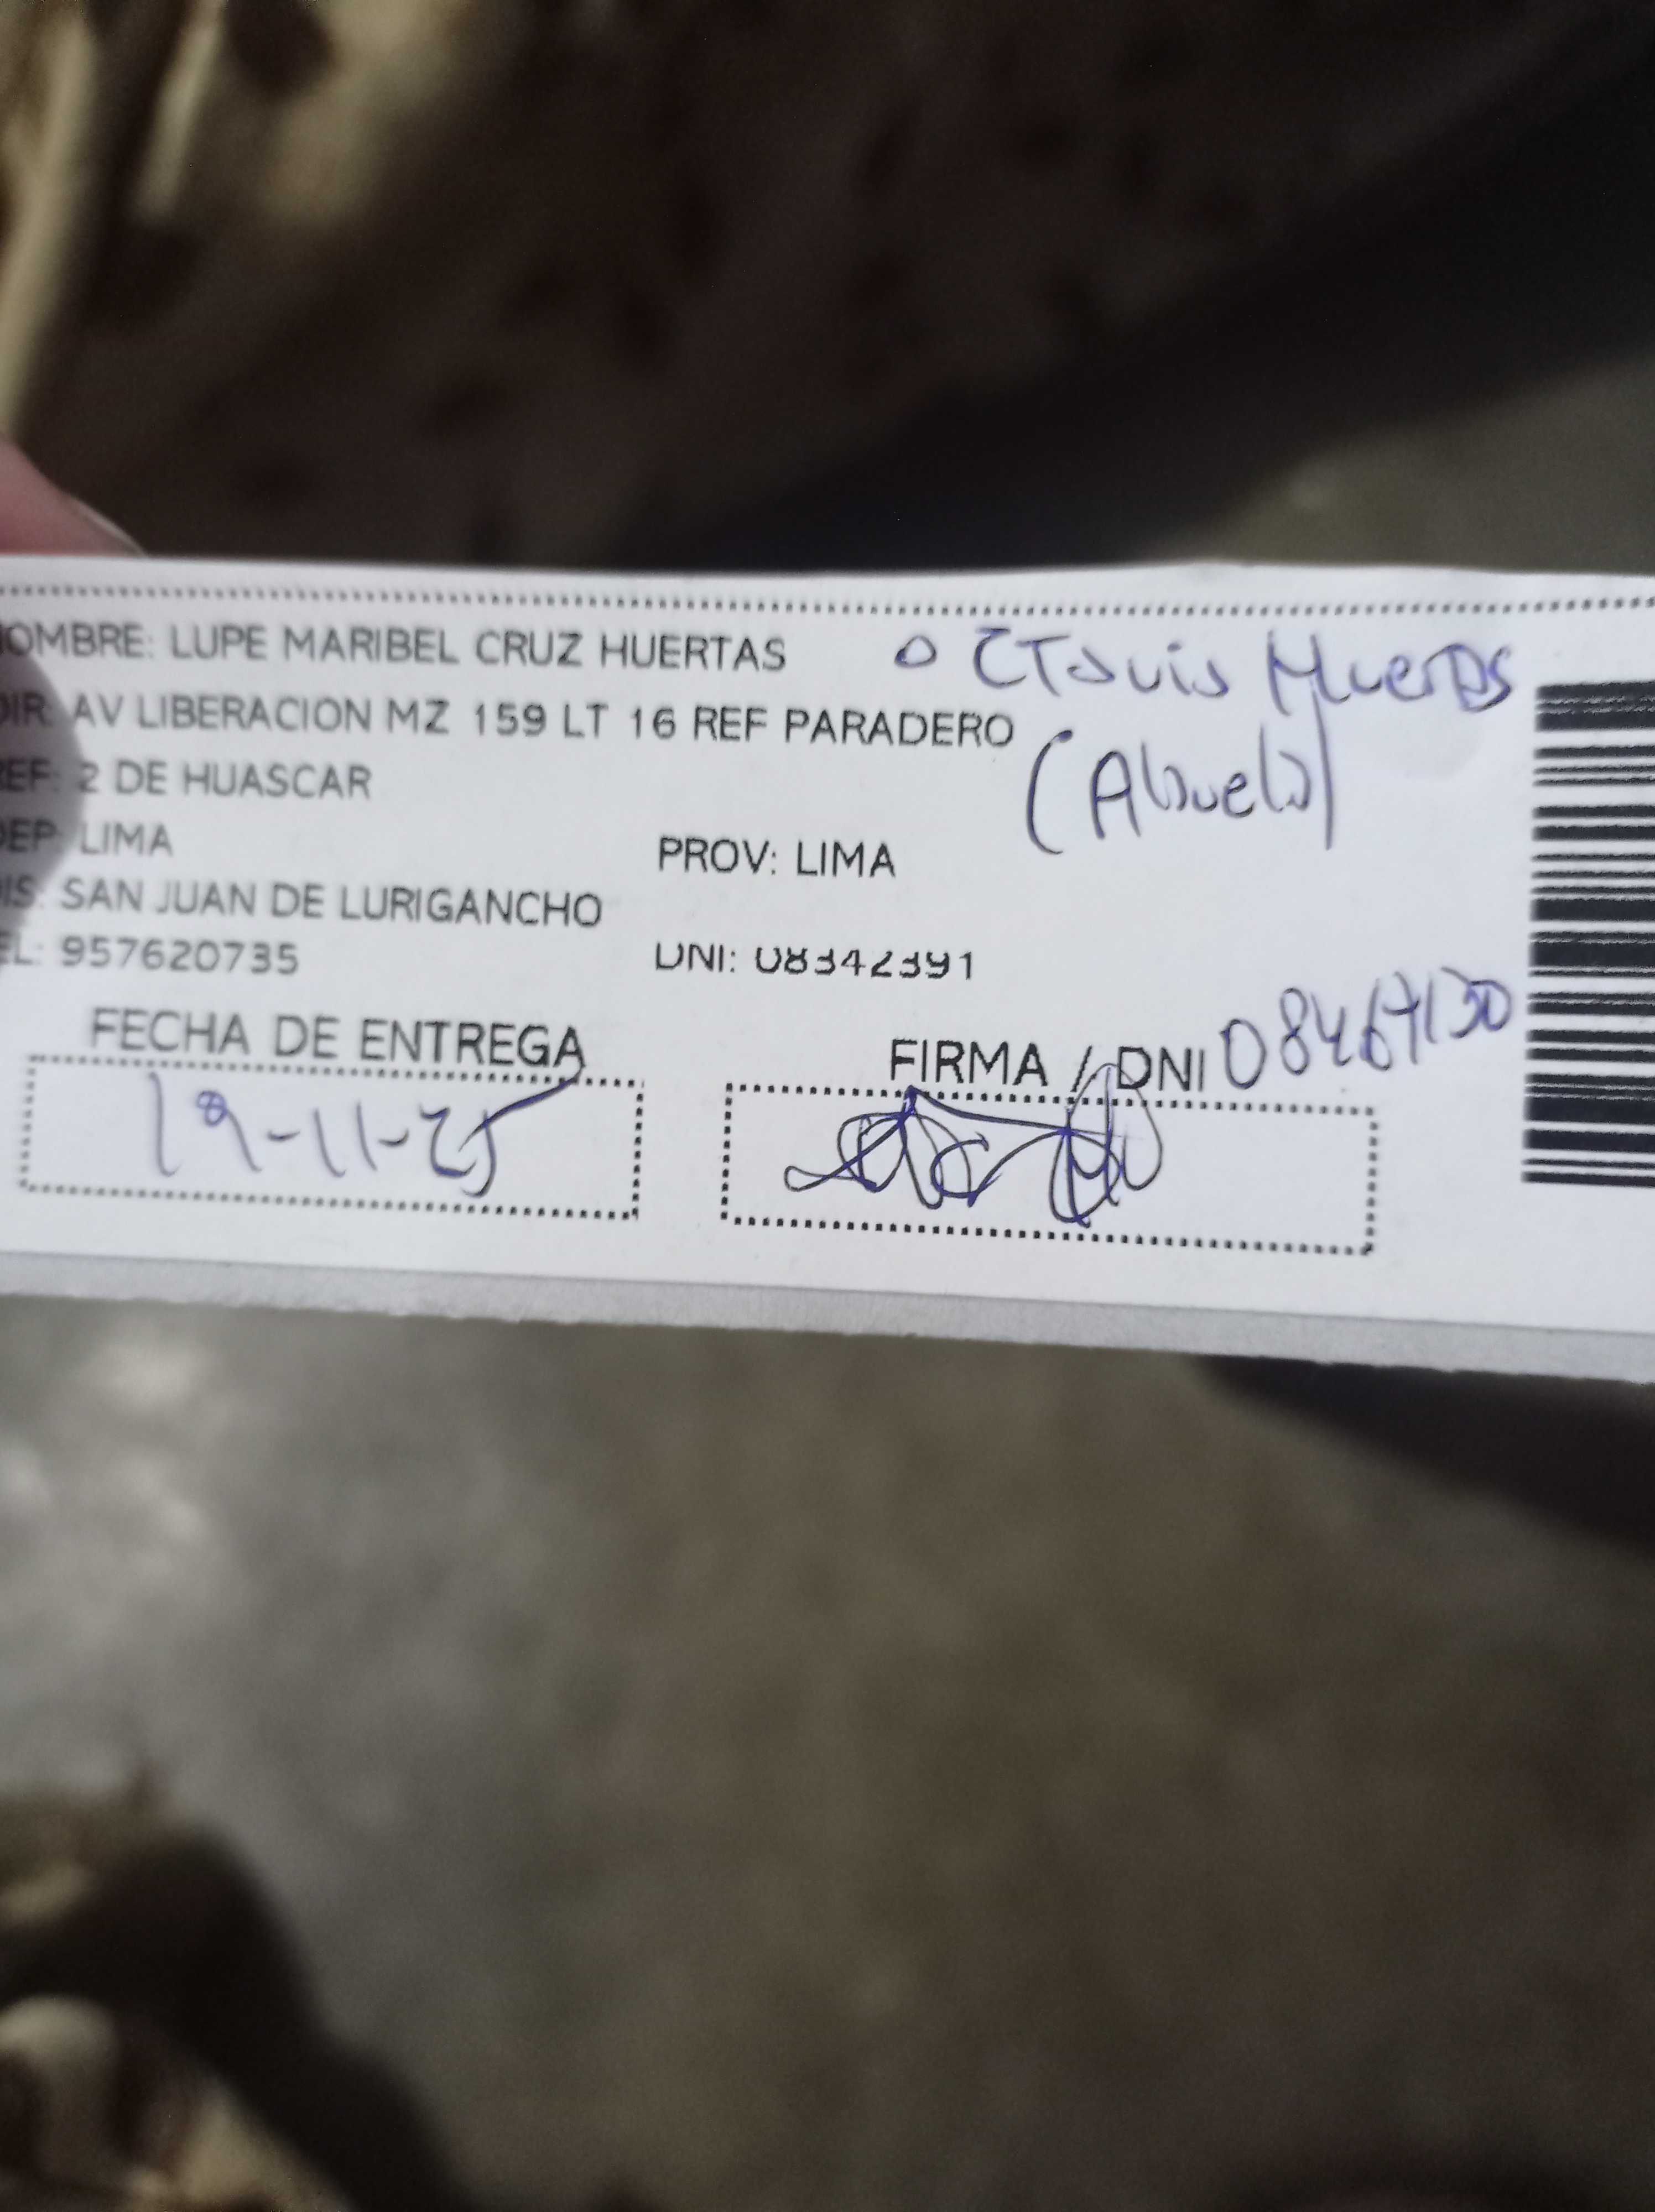 OMBRE: LUPE MARIBEL CRUZ HUERTAS
OCTavio Huertas
DIR: AV LIBERACION MZ 159 LT 16 REF PARADERO
(Abuelo)
REF: 2 DE HUASCAR
DEP: LIMA
PROV: LIMA
IS: SAN JUAN DE LURIGANCHO
EL: 957620735
DNI: 08342391
FECHA DE ENTREGA
FIRMA / DNI
19-11-25